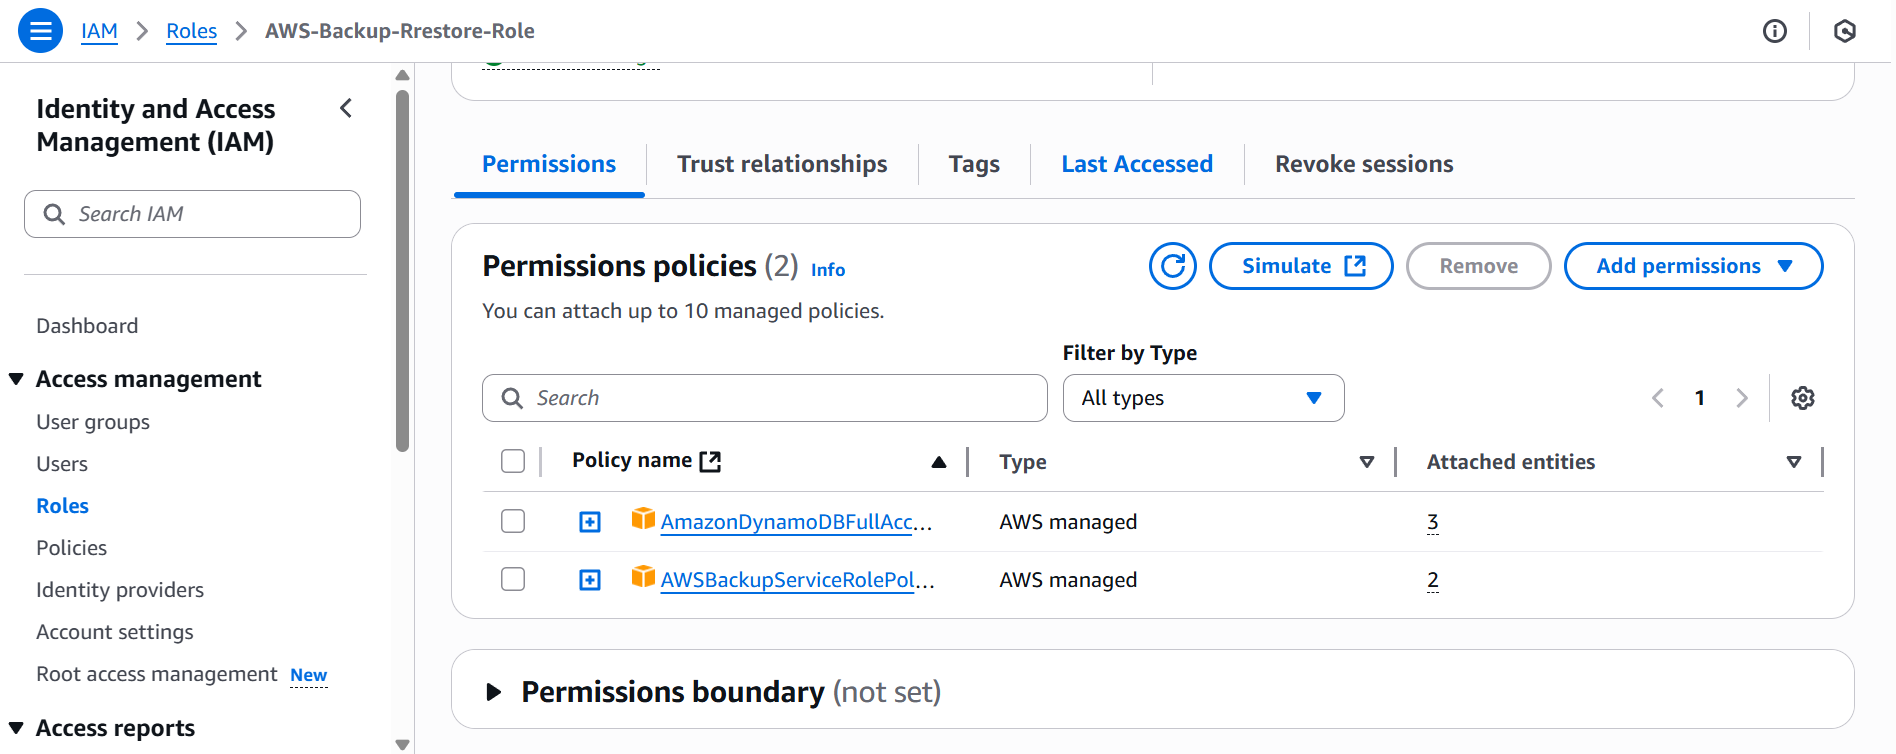 IAM > Roles > AWS-Backup-Rrestore-Role
Identity and Access
Management (IAM)
Search IAM
Dashboard
Access management
User groups
Users
Roles
Policies
Identity providers
Account settings
Root access management New
Access reports
Permissions
Trust relationships
Tags
Last Accessed
Revoke sessions
Permissions policies (2) Info
Simulate
Remove
Add permissions
You can attach up to 10 managed policies.
Filter by Type
Search
All types
1
Policy name
Type
Attached entities
AmazonDynamoDBFullAcc... AWS managed 3
AWSBackupServiceRolePol... AWS managed 2
Permissions boundary (not set)